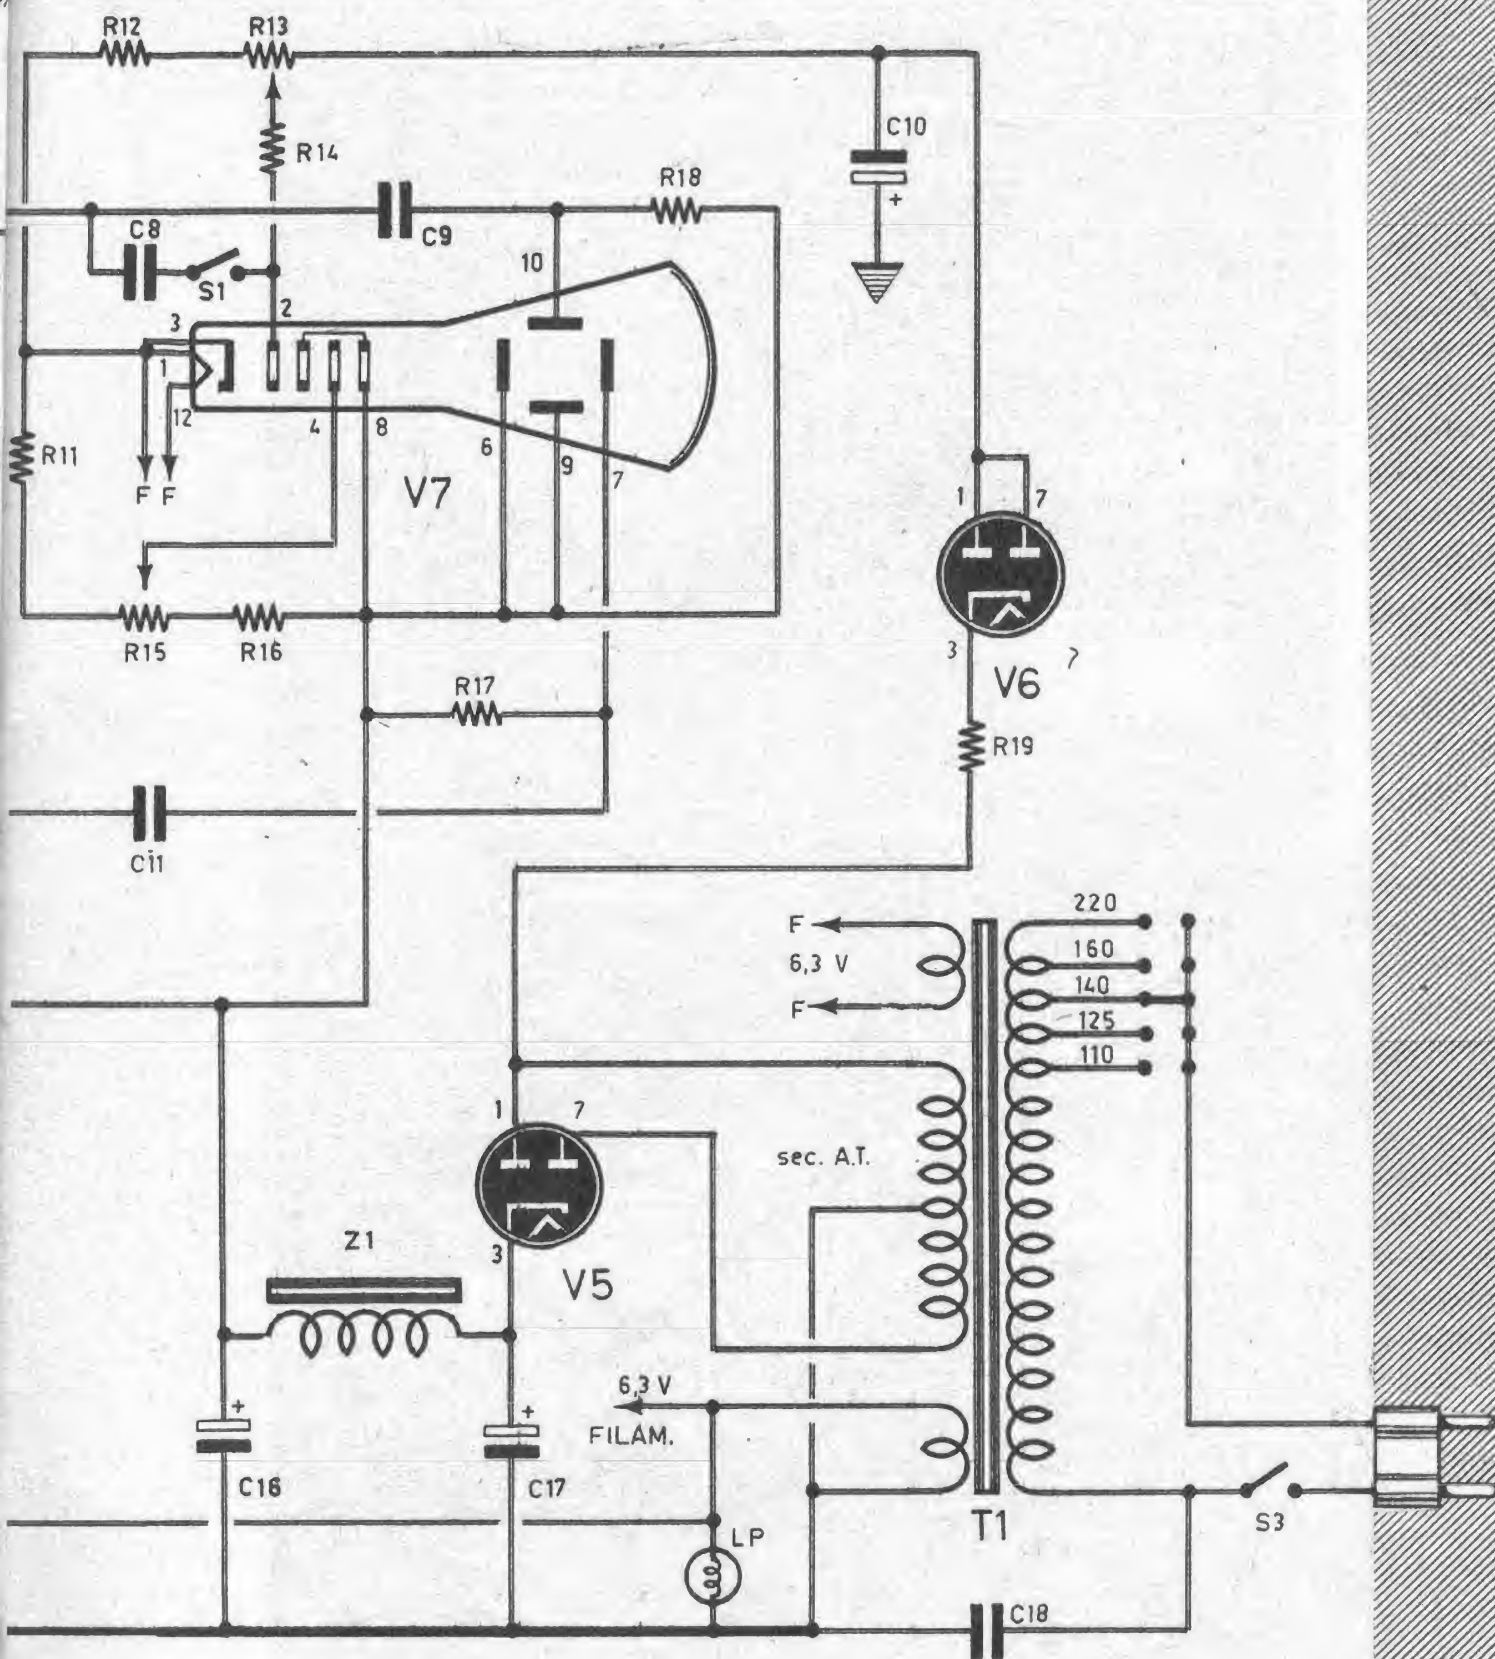 R12
R13
R14
C10
+
R18
C8
C9
S1
10
2
3
1
12
4
8
6
9
7
R11
F F
V7
1
7
R15
R16
3
7
V6
R17
R19
C11
220
F
6,3 V
160
140
F
125
110
1
7
sec. A.T.
Z1
3
V5
6,3 V
+
+
FILAM.
C16
C17
T1
S3
LP
C18